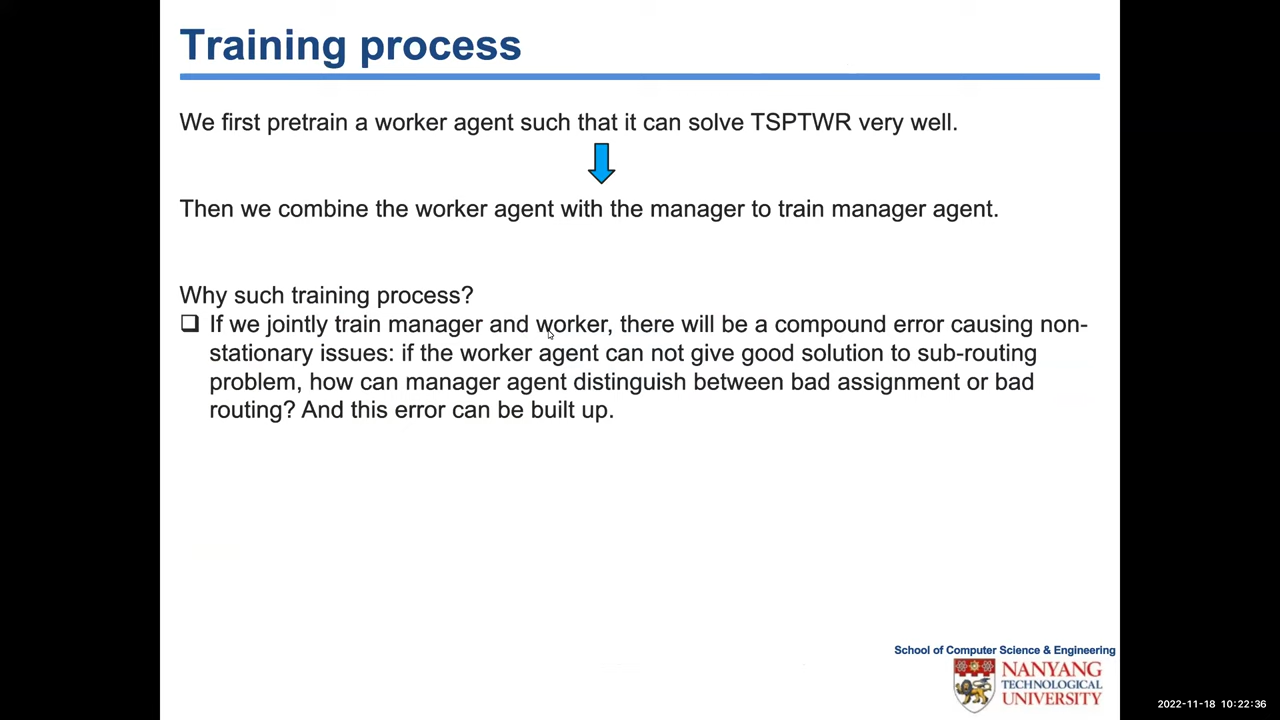 Training process
We first pretrain a worker agent such that it can solve TSPTWR very well.
Then we combine the worker agent with the manager to train manager agent.
Why such training process?
If we jointly train manager and worker, there will be a compound error causing non-
stationary issues: if the worker agent can not give good solution to sub-routing
problem, how can manager agent distinguish between bad assignment or bad
routing? And this error can be built up.
School of Computer Science & Engineering
NANYANG
TECHNOLOGICAL
UNIVERSITY
2022-11-18 10:22:36